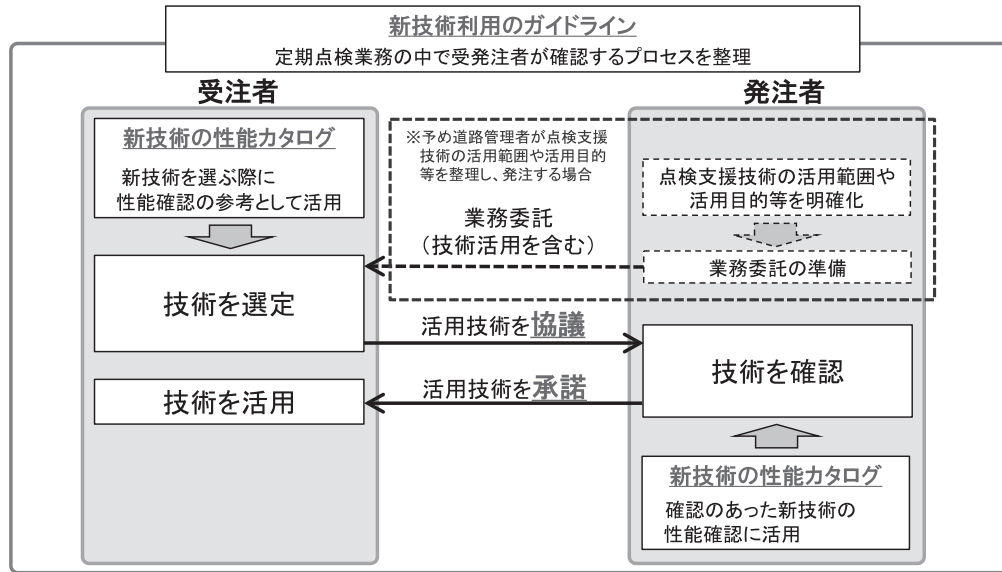 新技術利用のガイドライン
定期点検業務の中で受発注者が確認するプロセスを整理
受注者
新技術の性能カタログ
新技術を選ぶ際に
性能確認の参考として活用
技術を選定
技術を活用
※予め道路管理者が点検支援
技術の活用範囲や活用目的
等を整理し、発注する場合
業務委託
（技術活用を含む）
活用技術を協議
活用技術を承諾
発注者
点検支援技術の活用範囲や
活用目的等を明確化
業務委託の準備
技術を確認
新技術の性能カタログ
確認のあった新技術の
性能確認に活用